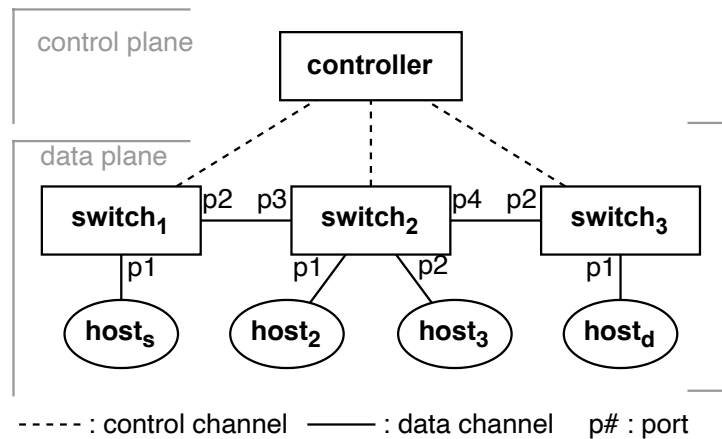 control plane
controller
data plane
p2 p3 p4 p2
switch₁ switch₂ switch₃
p1 p1 p2 p1
hostₛ host₂ host₃ host_d
: control channel : data channel p# : port